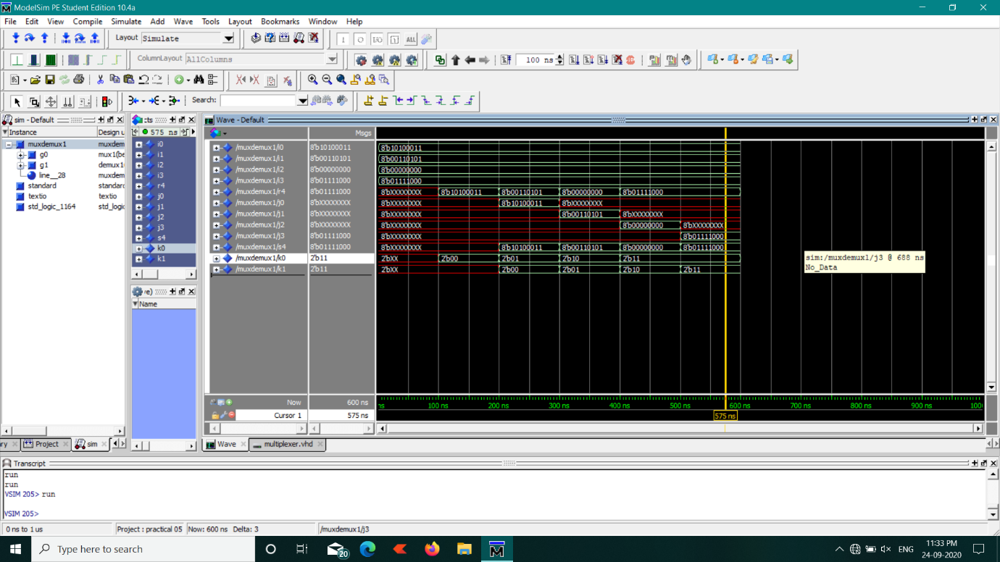 ModelSim PE Student Edition 10.4a
File Edit View Compile Simulate Add Wave Tools Layout Bookmarks Window Help
Layout Simulate
ALL
ColumnLayout AllColumns
100 ns
Search:
sim - Default
Instance Design u
muxdemux1 muxdem
g0 mux1(be
g1 demux1
line__28 muxdem
standard standard
textio textio
std_logic_1164 std_logic
cts
575 ns
i0
i1
i2
i3
r4
j0
j1
j2
j3
s4
k0
k1
Name
Wave - Default
Msgs
/muxdemux1/i0 8'b10100011 8'b10100011
/muxdemux1/i1 8'b00110101 8'b00110101
/muxdemux1/i2 8'b00000000 8'b00000000
/muxdemux1/i3 8'b01111000 8'b01111000
/muxdemux1/r4 8'b01111000 8'bXXXXXXXX 8'b10100011 8'b00110101 8'b00000000 8'b01111000
/muxdemux1/j0 8'bXXXXXXXX 8'bXXXXXXXX 8'b10100011 8'bXXXXXXXX
/muxdemux1/j1 8'bXXXXXXXX 8'bXXXXXXXX 8'b00110101 8'bXXXXXXXX
/muxdemux1/j2 8'bXXXXXXXX 8'bXXXXXXXX 8'b00000000 8'bXXXXXXXX
/muxdemux1/j3 8'b01111000 8'bXXXXXXXX 8'b01111000
/muxdemux1/s4 8'b01111000 8'bXXXXXXXX 8'b10100011 8'b00110101 8'b00000000 8'b01111000
/muxdemux1/k0 2'b11 2'bXX 2'b00 2'b01 2'b10 2'b11
/muxdemux1/k1 2'b11 2'bXX 2'b00 2'b01 2'b10 2'b11
sim:/muxdemux1/j3 @ 688 ns
No_Data
Now 600 ns
ns 100 ns 200 ns 300 ns 400 ns 500 ns 600 ns 700 ns 800 ns 900 ns 1000
Cursor 1 575 ns
575 ns
ry Project sim
Wave multiplexer.vhd
Transcript
run
run
VSIM 205> run
VSIM 205>
0 ns to 1 us Project : practical 05 Now: 600 ns Delta: 3 /muxdemux1/j3
Type here to search
20
ENG
11:33 PM
24-09-2020